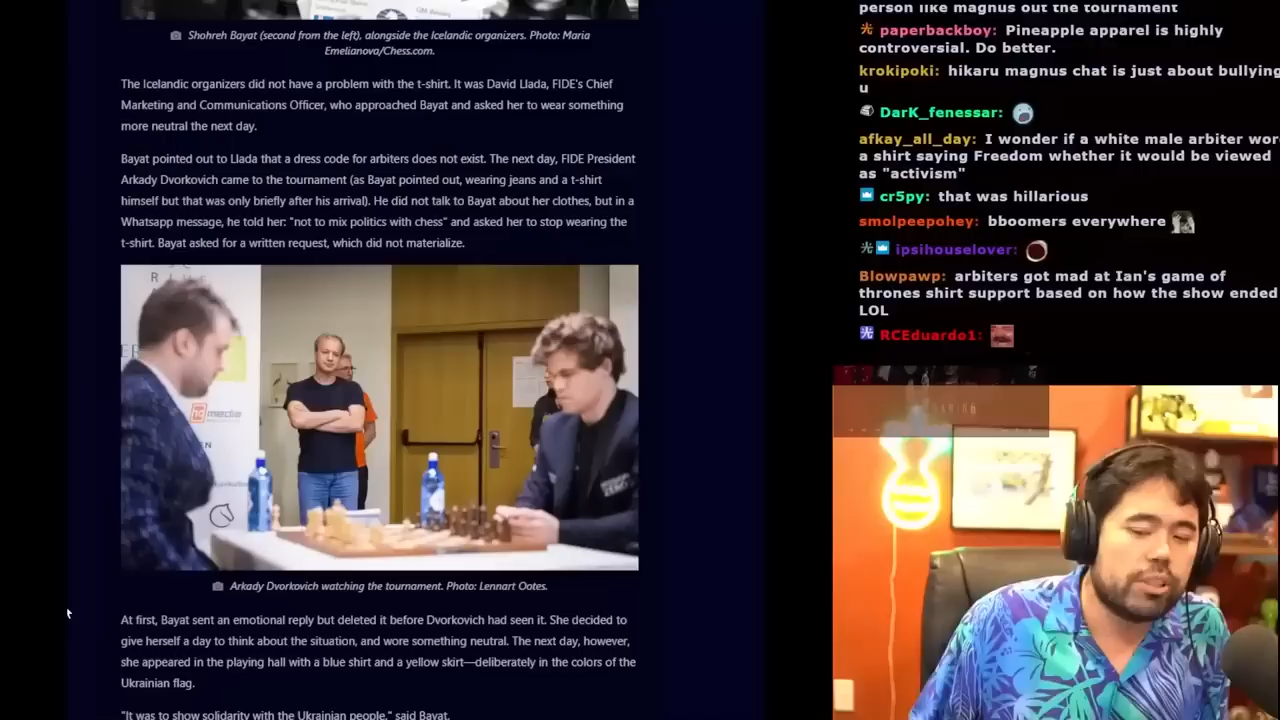 Shohreh Bayat (second from the left), alongside the Icelandic organizers. Photo: Maria
Emelianova/Chess.com.
The Icelandic organizers did not have a problem with the t-shirt. It was David Llada, FIDE's Chief
Marketing and Communications Officer, who approached Bayat and asked her to wear something
more neutral the next day.
Bayat pointed out to Llada that a dress code for arbiters does not exist. The next day, FIDE President
Arkady Dvorkovich came to the tournament (as Bayat pointed out, wearing jeans and a t-shirt
himself but that was only briefly after his arrival). He did not talk to Bayat about her clothes, but in a
Whatsapp message, he told her: "not to mix politics with chess" and asked her to stop wearing the
t-shirt. Bayat asked for a written request, which did not materialize.
media
Arkady Dvorkovich watching the tournament. Photo: Lennart Ootes.
At first, Bayat sent an emotional reply but deleted it before Dvorkovich had seen it. She decided to
give herself a day to think about the situation, and wore something neutral. The next day, however,
she appeared in the playing hall with a blue shirt and a yellow skirt—deliberately in the colors of the
Ukrainian flag.
"It was to show solidarity with the Ukrainian people," said Bayat.
person like magnus out the tournament
paperbackboy: Pineapple apparel is highly
controversial. Do better.
krokipoki: hikaru magnus chat is just about bullying
u
DarK_fenessar:
afkay_all_day: I wonder if a white male arbiter wor
a shirt saying Freedom whether it would be viewed
as "activism"
cr5py: that was hillarious
smolpeepohey: bboomers everywhere
ipsihouselover:
Blowpawp: arbiters got mad at Ian's game of
thrones shirt support based on how the show ended
LOL
RCEduardo1: